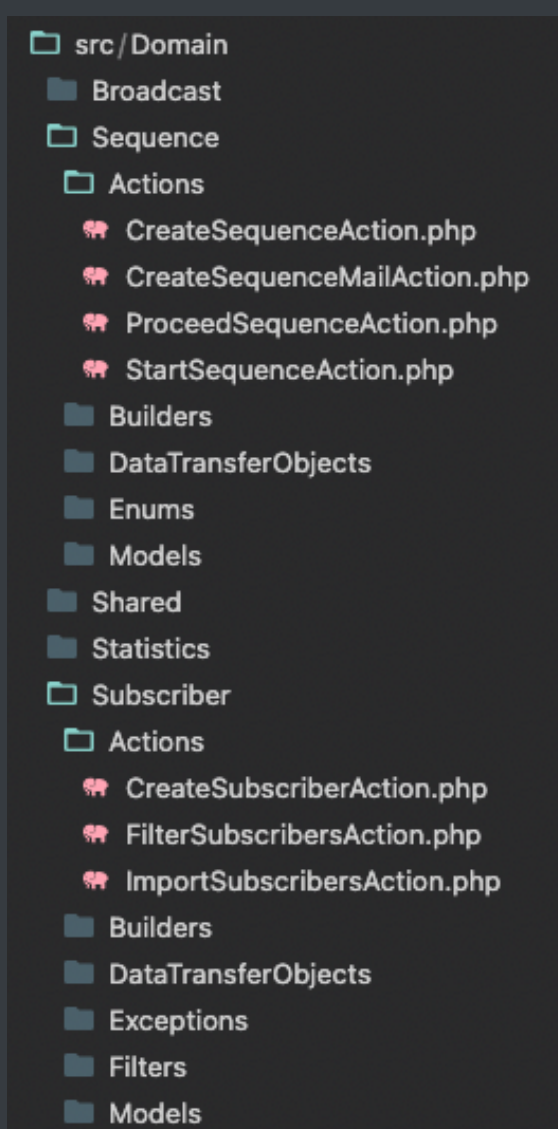 src/Domain
Broadcast
Sequence
Actions
CreateSequenceAction.php
CreateSequenceMailAction.php
ProceedSequenceAction.php
StartSequenceAction.php
Builders
DataTransferObjects
Enums
Models
Shared
Statistics
Subscriber
Actions
CreateSubscriberAction.php
FilterSubscribersAction.php
ImportSubscribersAction.php
Builders
DataTransferObjects
Exceptions
Filters
Models